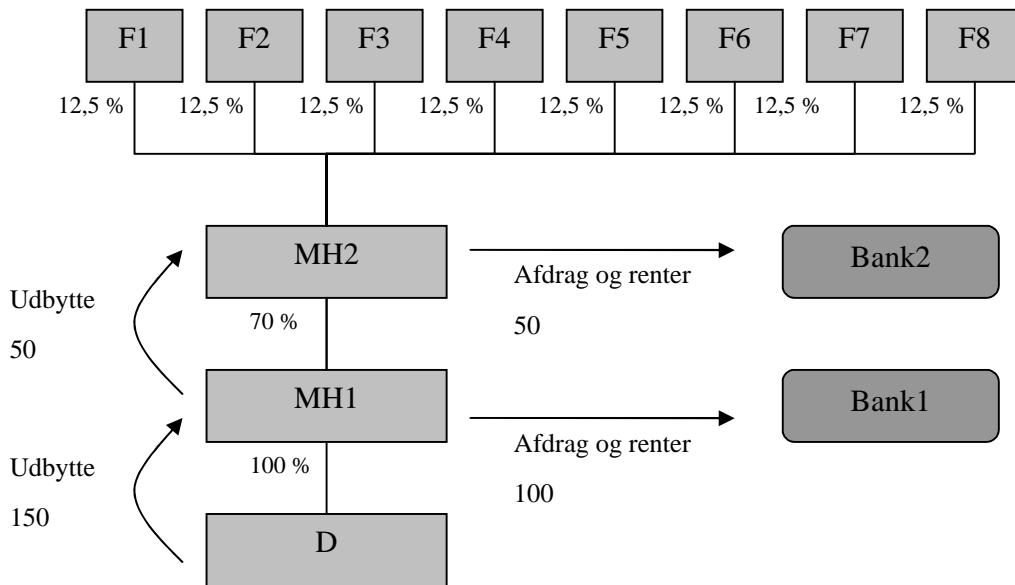 F1 F2 F3 F4 F5 F6 F7 F8
12,5 % 12,5 % 12,5 % 12,5 % 12,5 % 12,5 % 12,5 % 12,5 %
MH2
Bank2
Afdrag og renter
50
Udbytte
50
70 %
MH1
Bank1
Afdrag og renter
100
Udbytte
150
100 %
D